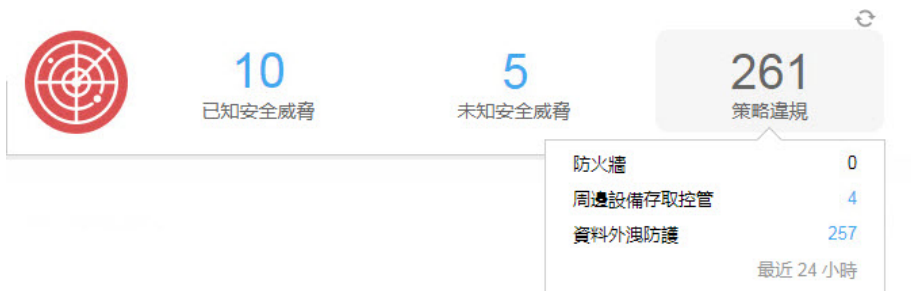 10
已知安全威脅
5
未知安全威脅
261
策略違規
防火牆 0
周邊設備存取控管 4
資料外洩防護 257
最近 24 小時